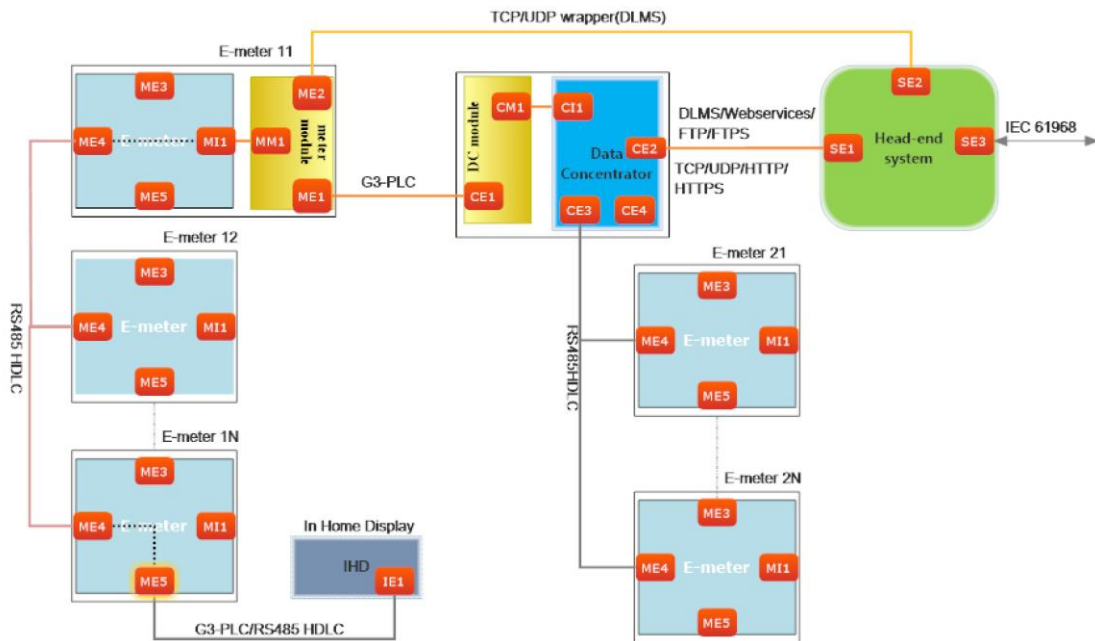 TCP/UDP wrapper(DLMS)
E-meter 11
ME3
ME4
E-meter
MI1
ME5
MM1
ME2
meter
module
ME1
G3-PLC
DC module
CM1
CE1
CI1
Data
Concentrator
CE2
CE3
CE4
DLMS/Webservices/
FTP/FTPS
TCP/UDP/HTTP/
HTTPS
SE2
SE1
Head-end
system
SE3
IEC 61968
RS485 HDLC
E-meter 12
ME3
ME4
E-meter
MI1
ME5
E-meter 1N
ME3
ME4
E-meter
MI1
ME5
In Home Display
IHD
IE1
G3-PLC/RS485 HDLC
RS485HDLC
E-meter 21
ME3
ME4
E-meter
MI1
ME5
E-meter 2N
ME3
ME4
E-meter
MI1
ME5